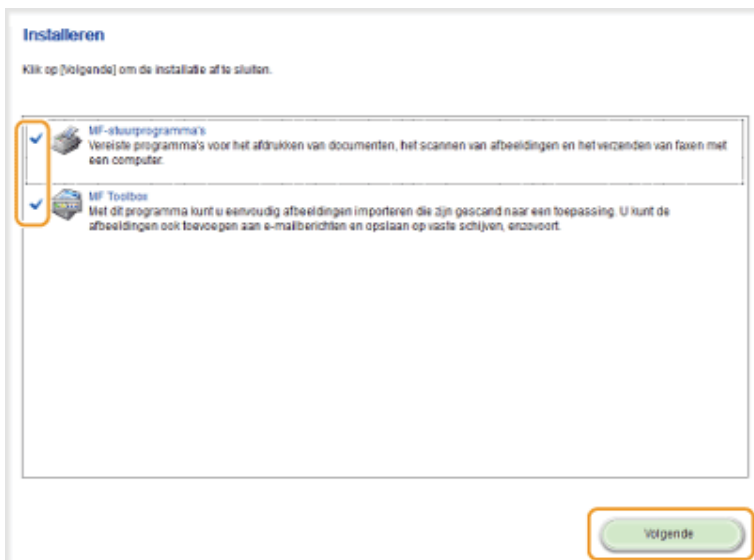 Installeren
Klik op [Volgende] om de installatie af te sluiten.
MF-stuurprogramma's
Vereiste programma's voor het afdrukken van documenten, het scannen van afbeeldingen en het verzenden van faxen met
een computer.
MF Toolbox
Met dit programma kunt u eenvoudig afbeeldingen importeren die zijn gescand naar een toepassing. U kunt de
afbeeldingen ook toevoegen aan e-mailberichten en opslaan op vaste schijven, enzovoort.
Volgende